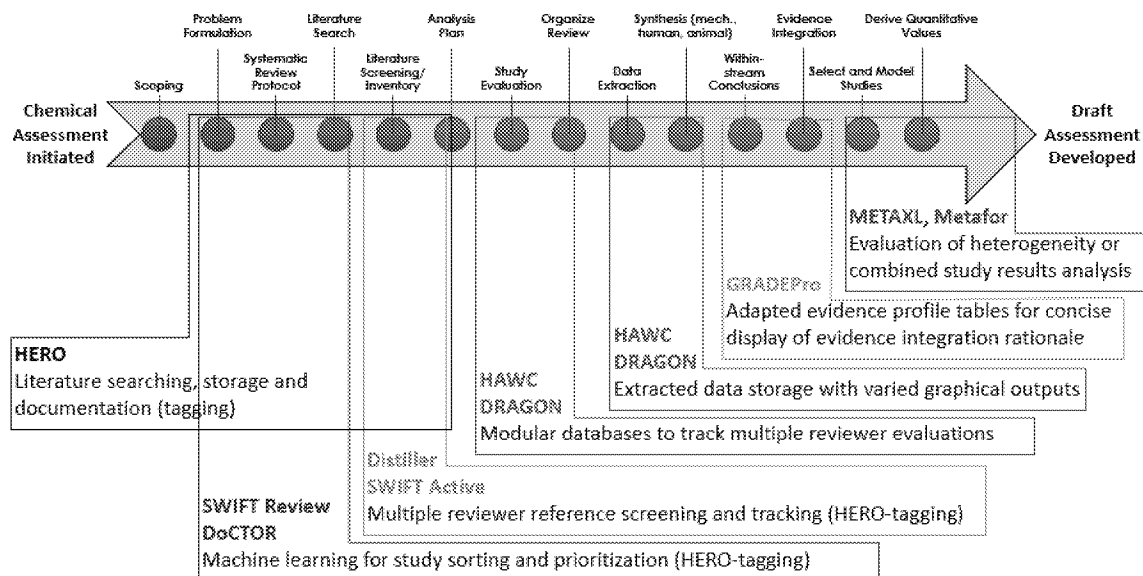 Problem
Formulation
Literature
Search
Analysis
Plan
Organize
Review
Synthesis (mech.,
human, animal)
Evidence
Integration
Derive Quantitative
Values
Scoping
Systematic
Review
Protocol
Literature
Screening/
Inventory
Study
Evaluation
Data
Extraction
Within-
stream
Conclusions
Select and Model
Studies
Chemical
Assessment
Initiated
Draft
Assessment
Developed
METAXL, Metafor
Evaluation of heterogeneity or
combined study results analysis
GRADEPro
Adapted evidence profile tables for concise
display of evidence integration rationale
HERO
Literature searching, storage and
documentation (tagging)
HAWC
DRAGON
Extracted data storage with varied graphical outputs
HAWC
DRAGON
Modular databases to track multiple reviewer evaluations
Distiller
SWIFT Active
Multiple reviewer reference screening and tracking (HERO-tagging)
SWIFT Review
DoCTOR
Machine learning for study sorting and prioritization (HERO-tagging)